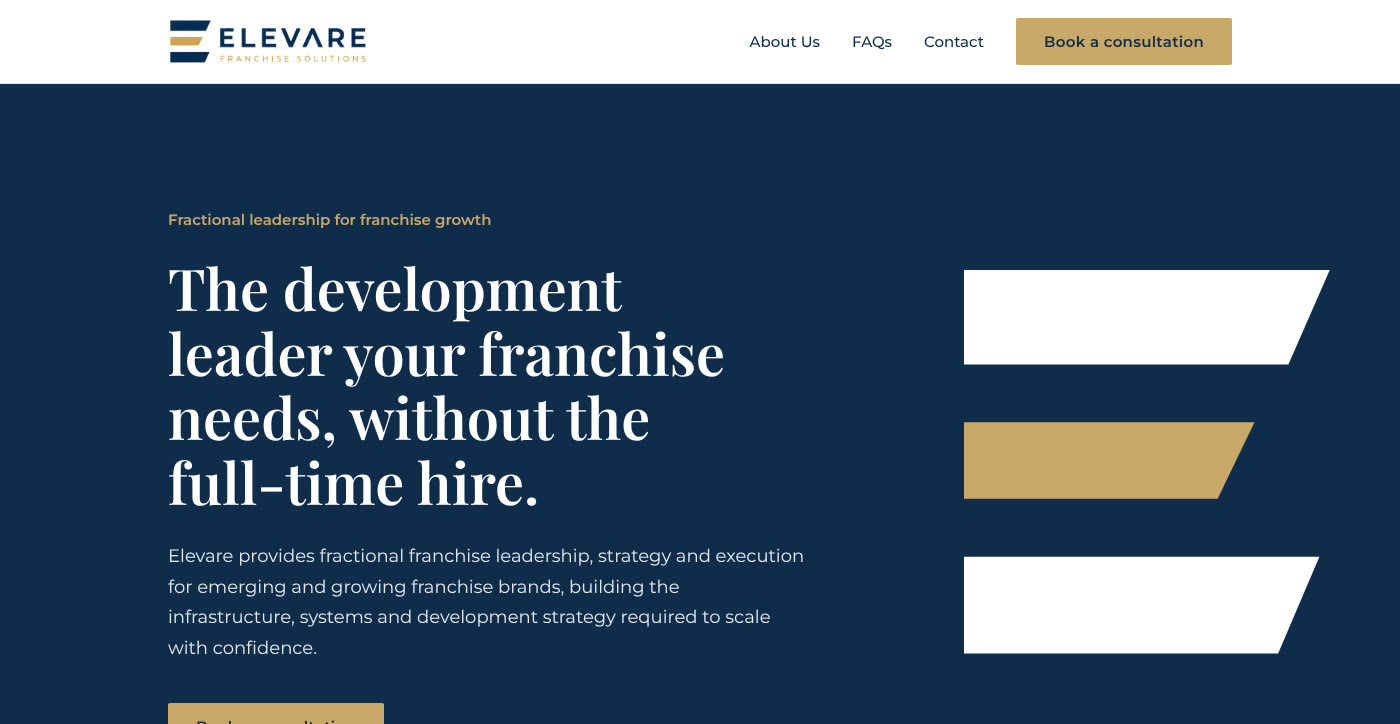 ELEVARE
FRANCHISE SOLUTIONS
About Us
FAQs
Contact
Book a consultation
Fractional leadership for franchise growth
The development
leader your franchise
needs, without the
full-time hire.
Elevare provides fractional franchise leadership, strategy and execution
for emerging and growing franchise brands, building the
infrastructure, systems and development strategy required to scale
with confidence.